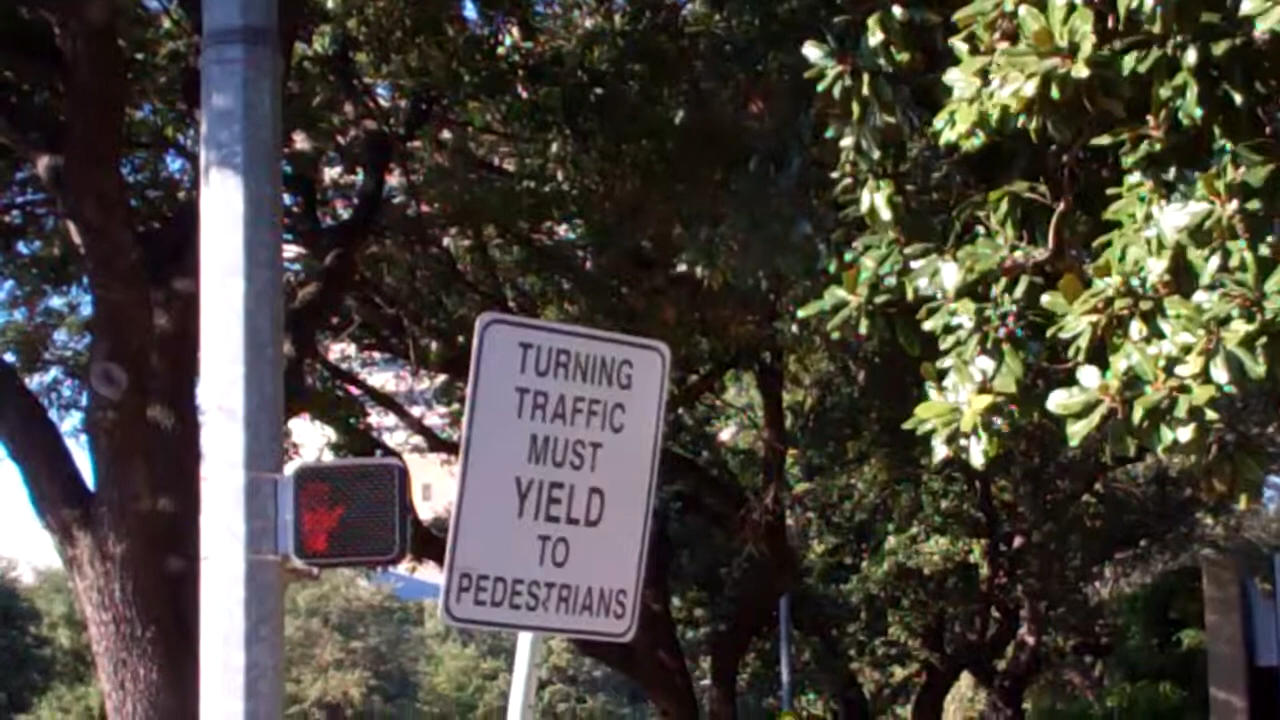 TURNING
TRAFFIC
MUST
YIELD
TO
PEDESTRIANS